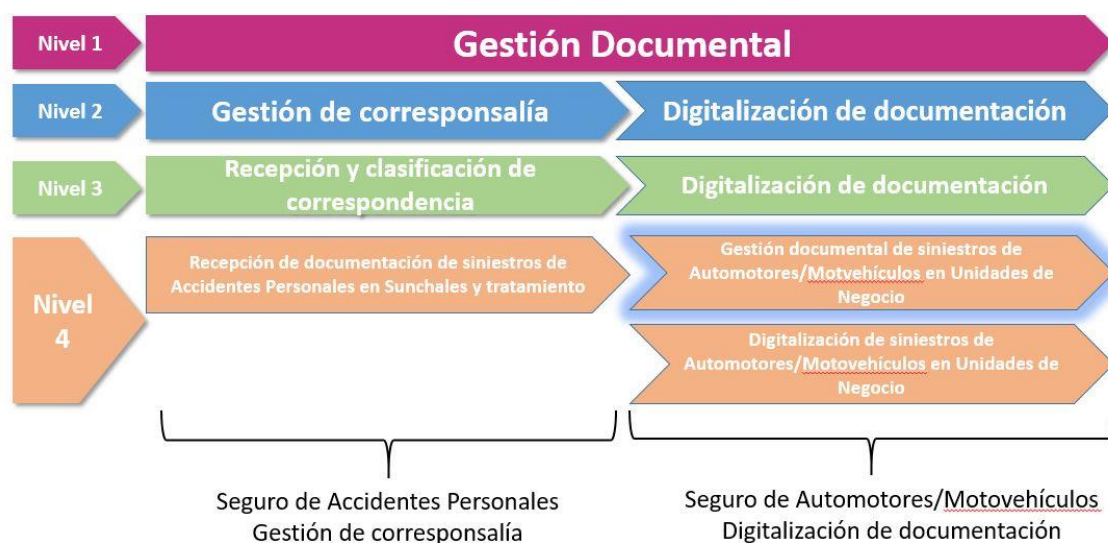 Nivel 1
Gestión Documental
Nivel 2
Gestión de corresponsalía
Digitalización de documentación
Nivel 3
Recepción y clasificación de
correspondencia
Digitalización de documentación
Nivel
4
Recepción de documentación de siniestros de
Accidentes Personales en Sunchales y tratamiento
Gestión documental de siniestros de
Automotores/Motvehículos en Unidades de
Negocio
Digitalización de siniestros de
Automotores/Motovehículos en Unidades de
Negocio
Seguro de Accidentes Personales
Gestión de corresponsalía
Seguro de Automotores/Motovehículos
Digitalización de documentación